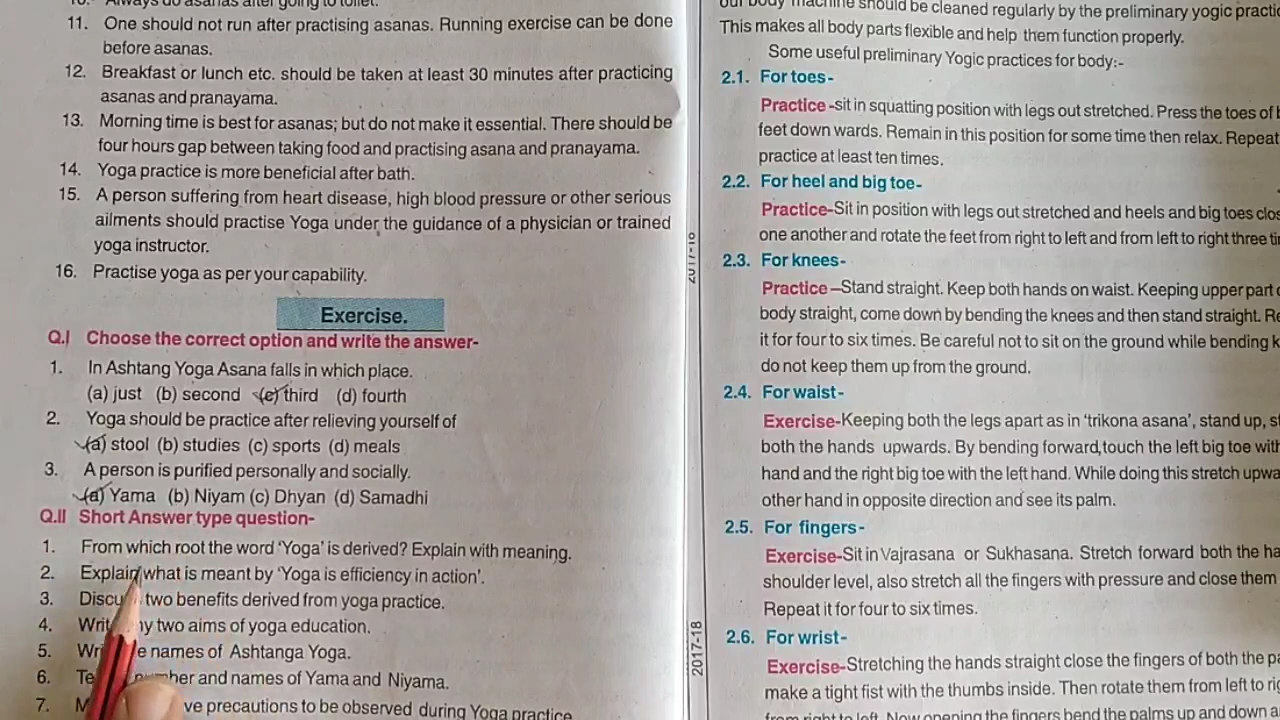 Always do asanas after going to toilet.
11. One should not run after practising asanas. Running exercise can be done
before asanas.
12. Breakfast or lunch etc. should be taken at least 30 minutes after practicing
asanas and pranayama.
13. Morning time is best for asanas; but do not make it essential. There should be
four hours gap between taking food and practising asana and pranayama.
14. Yoga practice is more beneficial after bath.
15. A person suffering from heart disease, high blood pressure or other serious
ailments should practise Yoga under the guidance of a physician or trained
yoga instructor.
16. Practise yoga as per your capability.
Exercise.
Q.I Choose the correct option and write the answer-
1. In Ashtang Yoga Asana falls in which place.
(a) just (b) second (c) third (d) fourth
2. Yoga should be practice after relieving yourself of
(a) stool (b) studies (c) sports (d) meals
3. A person is purified personally and socially.
(a) Yama (b) Niyam (c) Dhyan (d) Samadhi
Q.II Short Answer type question-
1. From which root the word 'Yoga' is derived? Explain with meaning.
2. Explain what is meant by 'Yoga is efficiency in action'.
3. two benefits derived from yoga practice.
4. two aims of yoga education.
5. names of Ashtanga Yoga.
6. and names of Yama and Niyama.
7. precautions to be observed during Yoga practice
2017-18
our body machine should be cleaned regularly by the preliminary yogic
This makes all body parts flexible and help them function properly.
Some useful preliminary Yogic practices for body:-
2.1. For toes-
Practice -sit in squatting position with legs out stretched. Press the toes of
feet down wards. Remain in this position for some time then relax. Repeat
practice at least ten times.
2.2. For heel and big toe-
Practice-Sit in position with legs out stretched and heels and big toes
one another and rotate the feet from right to left and from left to right three
2.3. For knees-
Practice –Stand straight. Keep both hands on waist. Keeping upper part
body straight, come down by bending the knees and then stand straight.
it for four to six times. Be careful not to sit on the ground while bending
do not keep them up from the ground.
2.4. For waist-
Exercise-Keeping both the legs apart as in 'trikona asana', stand up,
both the hands upwards. By bending forward,touch the left big toe with
hand and the right big toe with the left hand. While doing this stretch
other hand in opposite direction and see its palm.
2.5. For fingers-
Exercise-Sit in Vajrasana or Sukhasana. Stretch forward both the
shoulder level, also stretch all the fingers with pressure and close them
Repeat it for four to six times.
2.6. For wrist-
Exercise-Stretching the hands straight close the fingers of both the
make a tight fist with the thumbs inside. Then rotate them from left to
from right to left. Now opening the fingers bend the palms up and down
2017-18